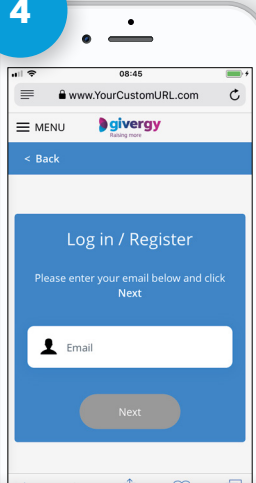 4
08:45
www.YourCustomURL.com
MENU
givergy
Raising more
< Back
Log in / Register
Please enter your email below and click
Next
Email
Next